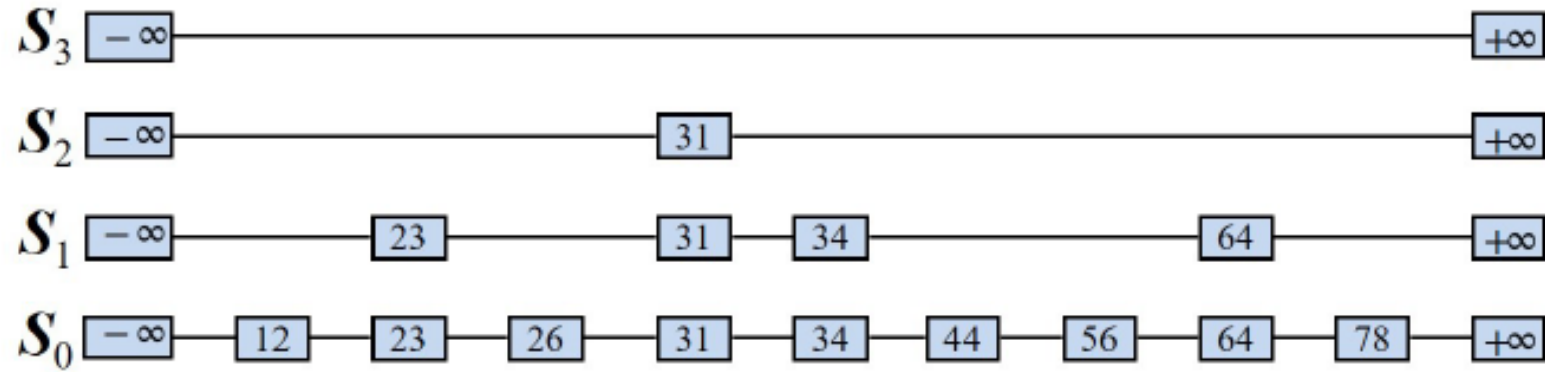 S₃ −∞ +∞
S₂ −∞ 31 +∞
S₁ −∞ 23 31 34 64 +∞
S₀ −∞ 12 23 26 31 34 44 56 64 78 +∞